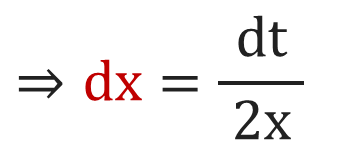 ⇒ dx = dt/2x